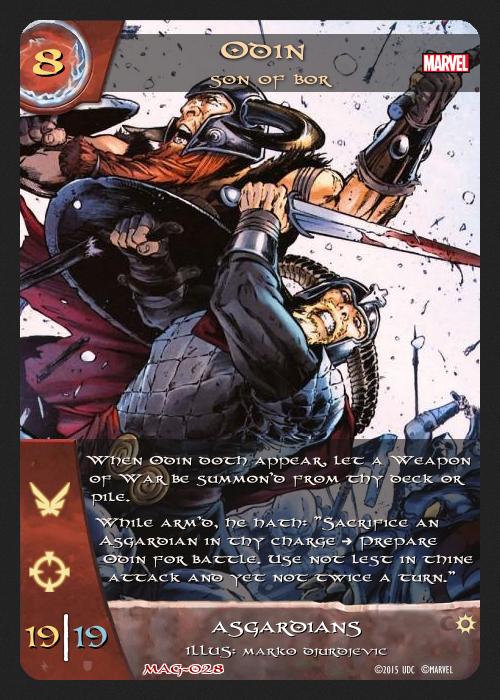 8
Odin
Son of Bor
MARVEL
When Odin doth appear, let a Weapon
of War be summon'd from thy deck or
pile.
While arm'd, he hath: "Sacrifice an
Asgardian in thy charge → Prepare
Odin for battle. Use not lest in thine
attack and yet not twice a turn."
19|19
Asgardians
Illus: Marko Djurdjevic
MAG-028
©2015 UDC ©MARVEL